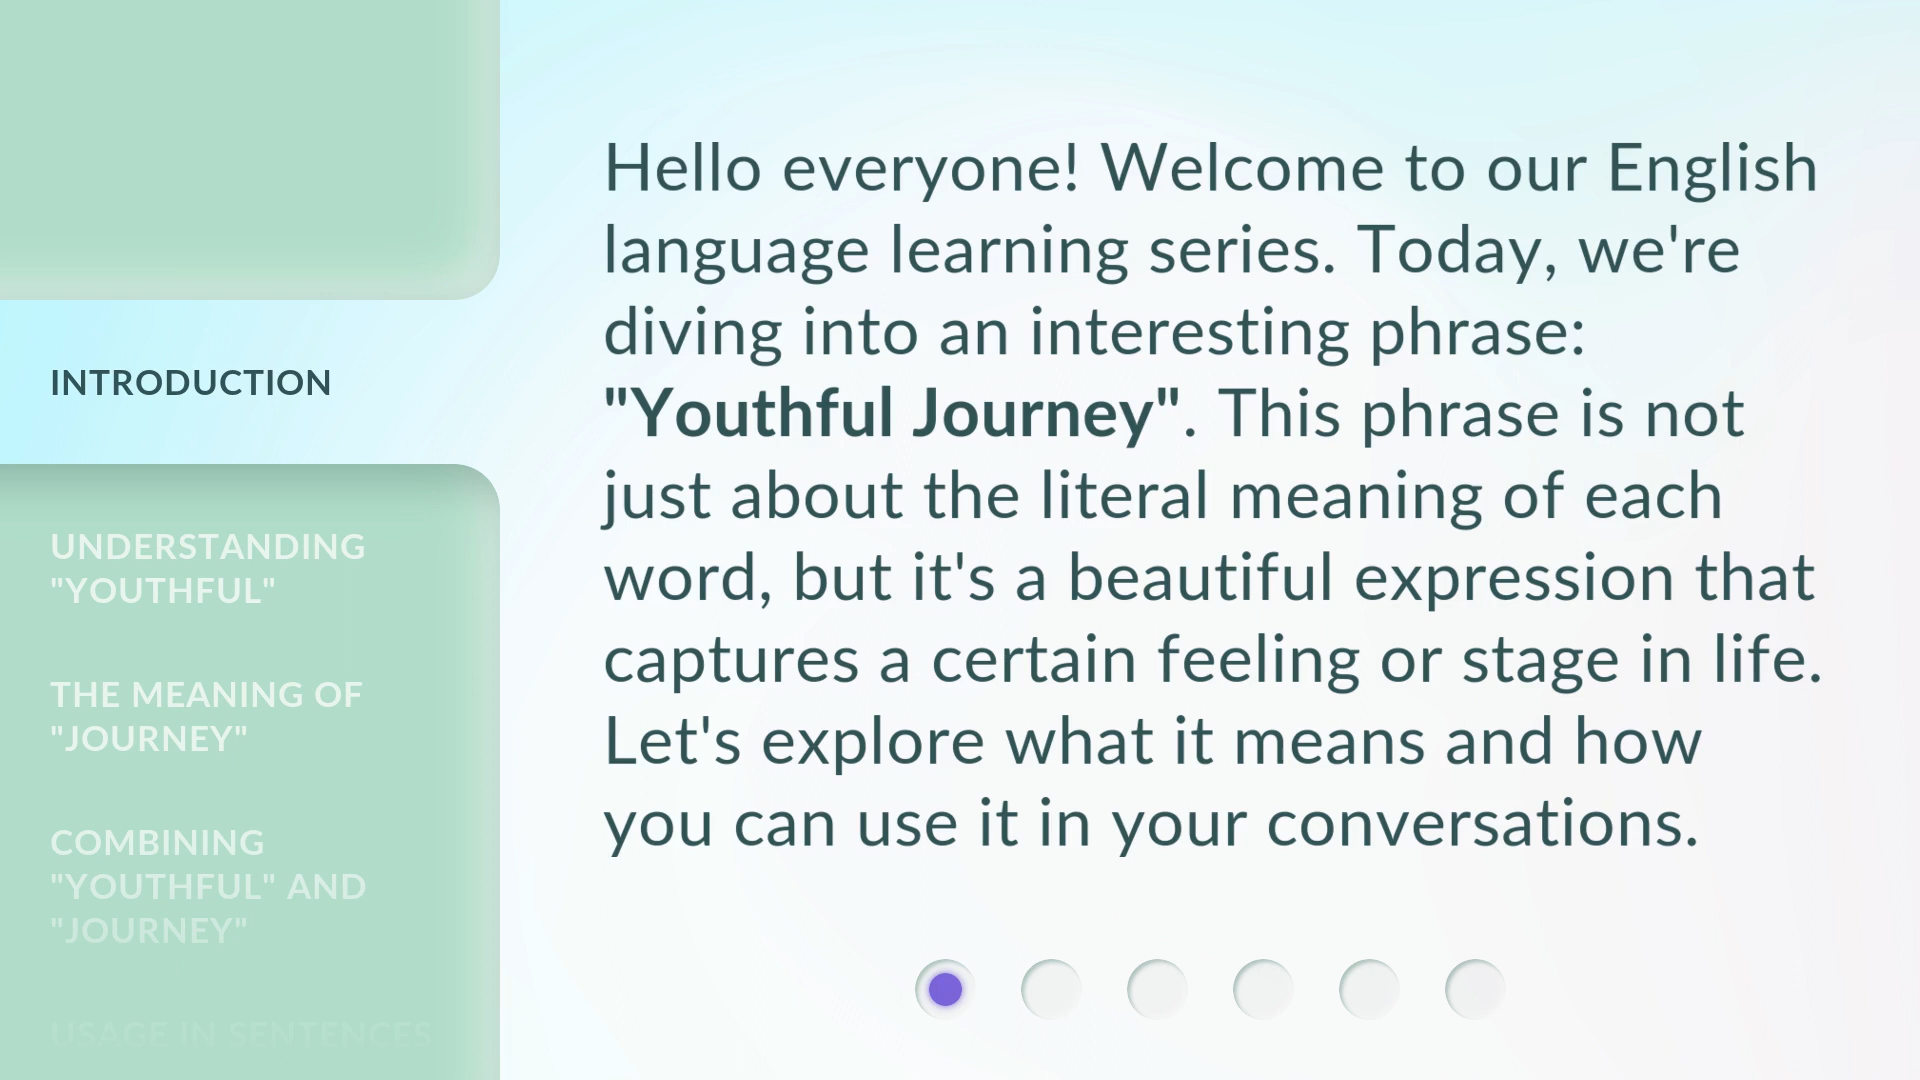 INTRODUCTION
UNDERSTANDING
"YOUTHFUL"
THE MEANING OF
"JOURNEY"
COMBINING
"YOUTHFUL" AND
"JOURNEY"
USAGE IN SENTENCES
Hello everyone! Welcome to our English
language learning series. Today, we're
diving into an interesting phrase:
"Youthful Journey". This phrase is not
just about the literal meaning of each
word, but it's a beautiful expression that
captures a certain feeling or stage in life.
Let's explore what it means and how
you can use it in your conversations.